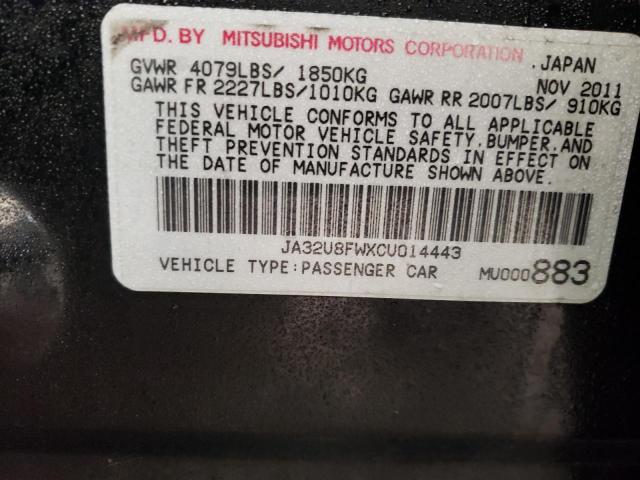 MFD. BY MITSUBISHI MOTORS CORPORATION . JAPAN
GVWR 4079LBS/ 1850KG NOV 2011
GAWR FR 2227LBS/1010KG GAWR RR 2007LBS/ 910KG
THIS VEHICLE CONFORMS TO ALL APPLICABLE
FEDERAL MOTOR VEHICLE SAFETY, BUMPER, AND
THEFT PREVENTION STANDARDS IN EFFECT ON
THE DATE OF MANUFACTURE SHOWN ABOVE.
JA32U8FWXCU014443
VEHICLE TYPE:PASSENGER CAR MU000883